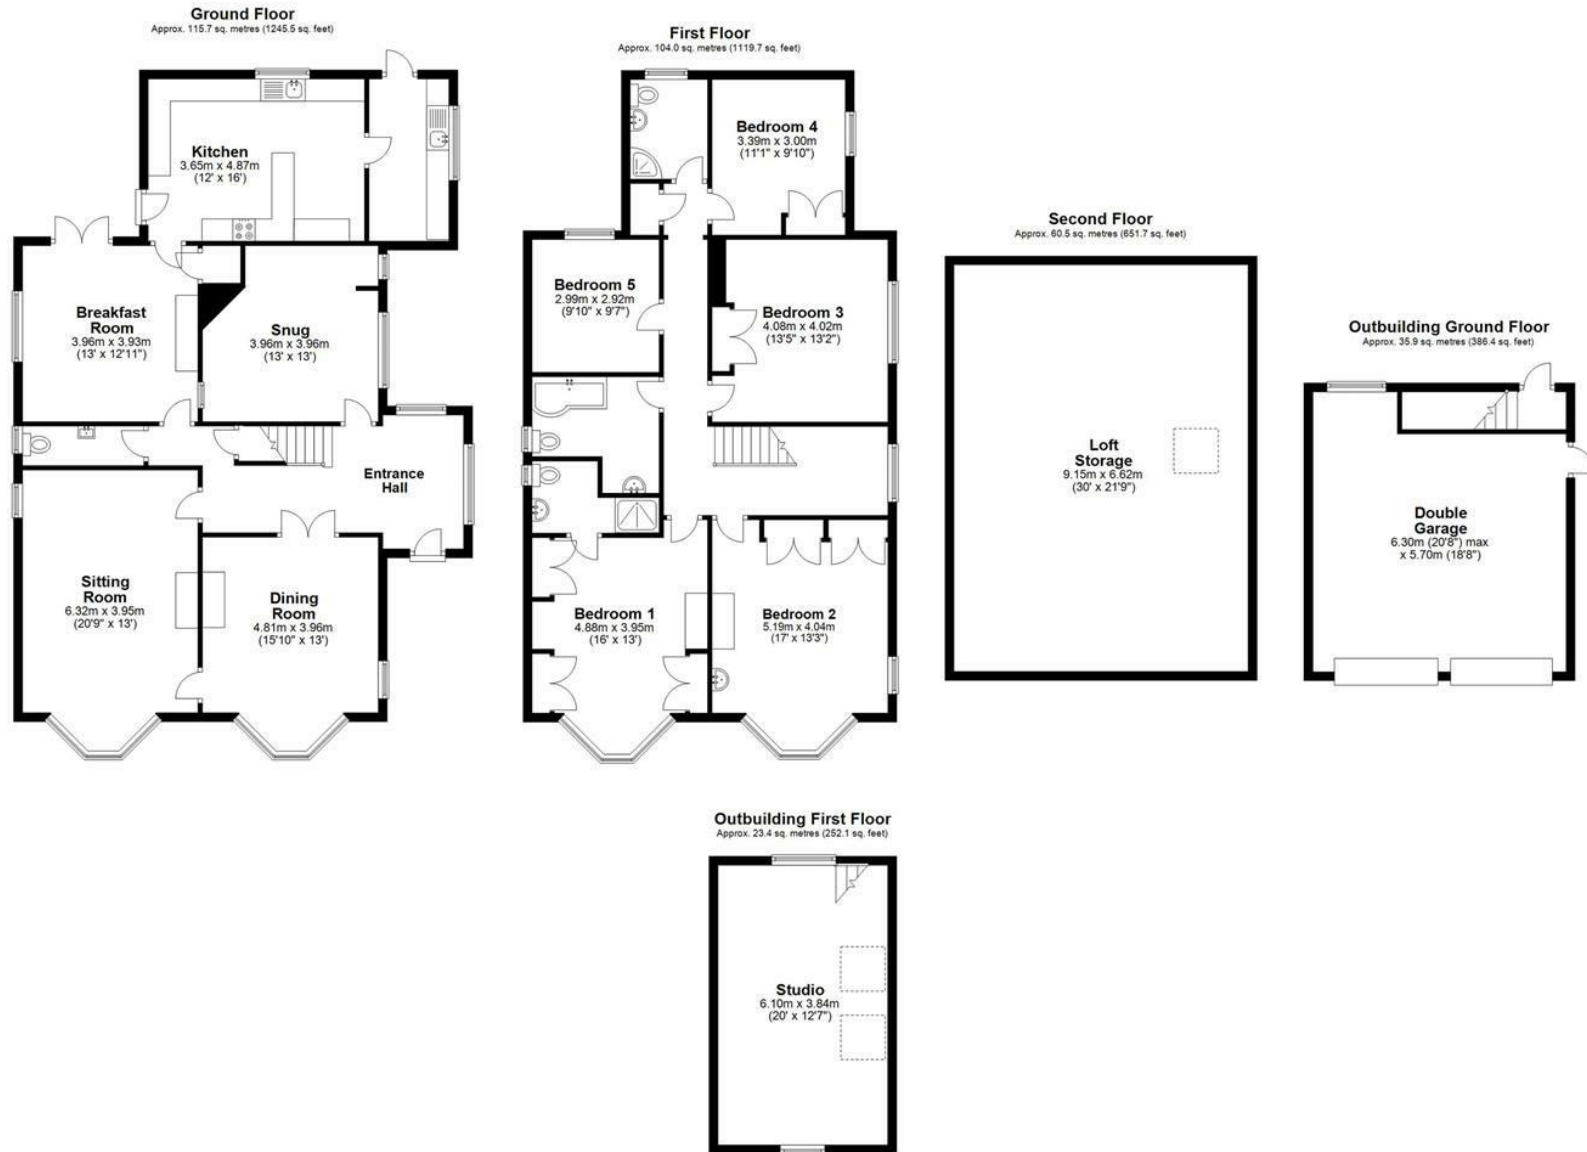 Ground Floor
Approx. 115.7 sq. metres (1245.5 sq. feet)
Kitchen
3.65m x 4.87m
(12' x 16')
Breakfast
Room
3.96m x 3.93m
(13' x 12'11")
Snug
3.96m x 3.96m
(13' x 13')
Entrance
Hall
Sitting
Room
6.32m x 3.95m
(20'9" x 13')
Dining
Room
4.81m x 3.96m
(15'10" x 13')
First Floor
Approx. 104.0 sq. metres (1119.7 sq. feet)
Bedroom 4
3.39m x 3.00m
(11'1" x 9'10")
Bedroom 5
2.99m x 2.92m
(9'10" x 9'7")
Bedroom 3
4.08m x 4.02m
(13'5" x 13'2")
Bedroom 1
4.88m x 3.95m
(16' x 13')
Bedroom 2
5.19m x 4.04m
(17' x 13'3")
Second Floor
Approx. 60.5 sq. metres (651.7 sq. feet)
Loft
Storage
9.15m x 6.62m
(30' x 21'9")
Outbuilding Ground Floor
Approx. 35.9 sq. metres (386.4 sq. feet)
Double
Garage
6.30m (20'8") max
x 5.70m (18'8")
Outbuilding First Floor
Approx. 23.4 sq. metres (252.1 sq. feet)
Studio
6.10m x 3.84m
(20' x 12'7")